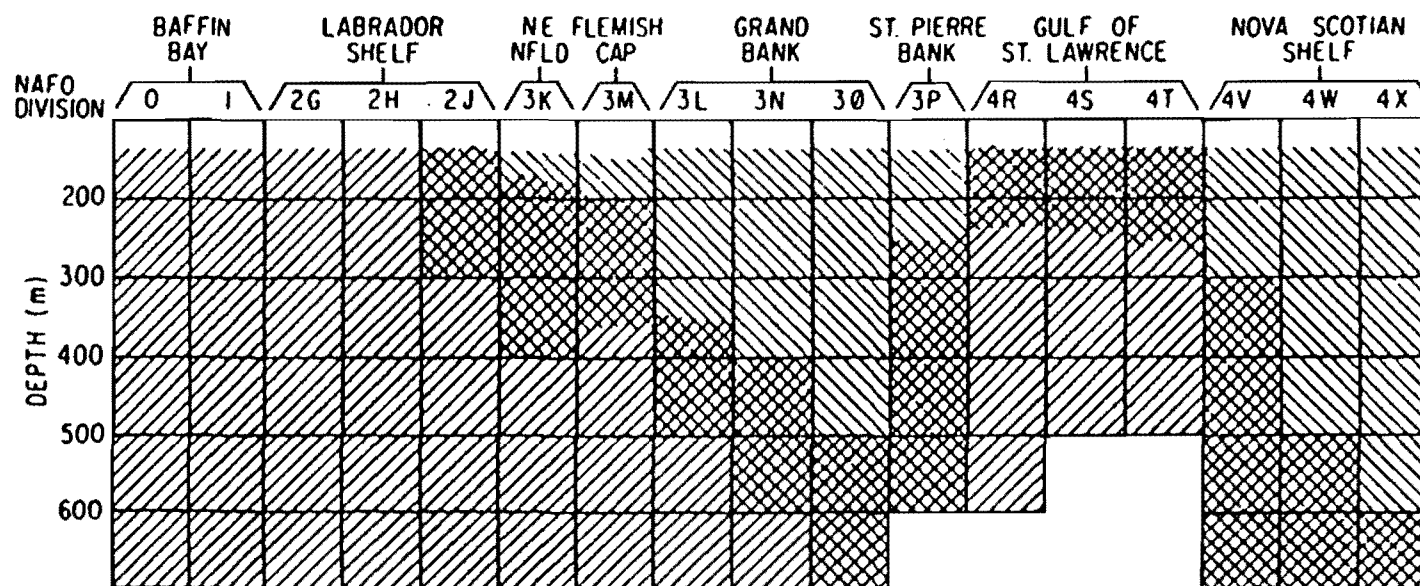 BAFFIN LABRADOR NE FLEMISH GRAND ST. PIERRE GULF OF NOVA SCOTIAN
BAY SHELF NFLD CAP BANK BANK ST. LAWRENCE SHELF
NAFO
DIVISION 0 1 2G 2H 2J 3K 3M 3L 3N 3Ø 3P 4R 4S 4T 4V 4W 4X
200
300
400
500
600
DEPTH (m)